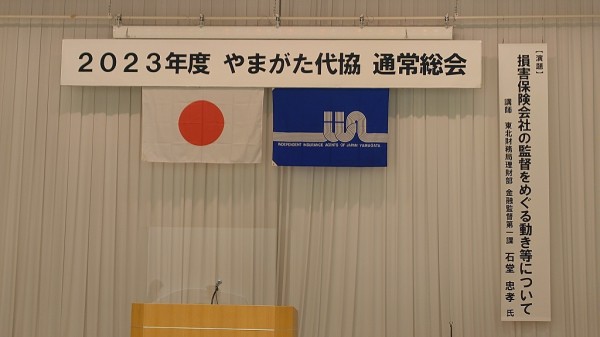 ２０２３年度 やまがた代協 通常総会
INDEPENDENT INSURANCE AGENTS OF JAPAN YAMAGATA
【演題】
損害保険会社の監督をめぐる動き等について
講師 東北財務局理財部 金融監督第一課 石堂 忠孝 氏